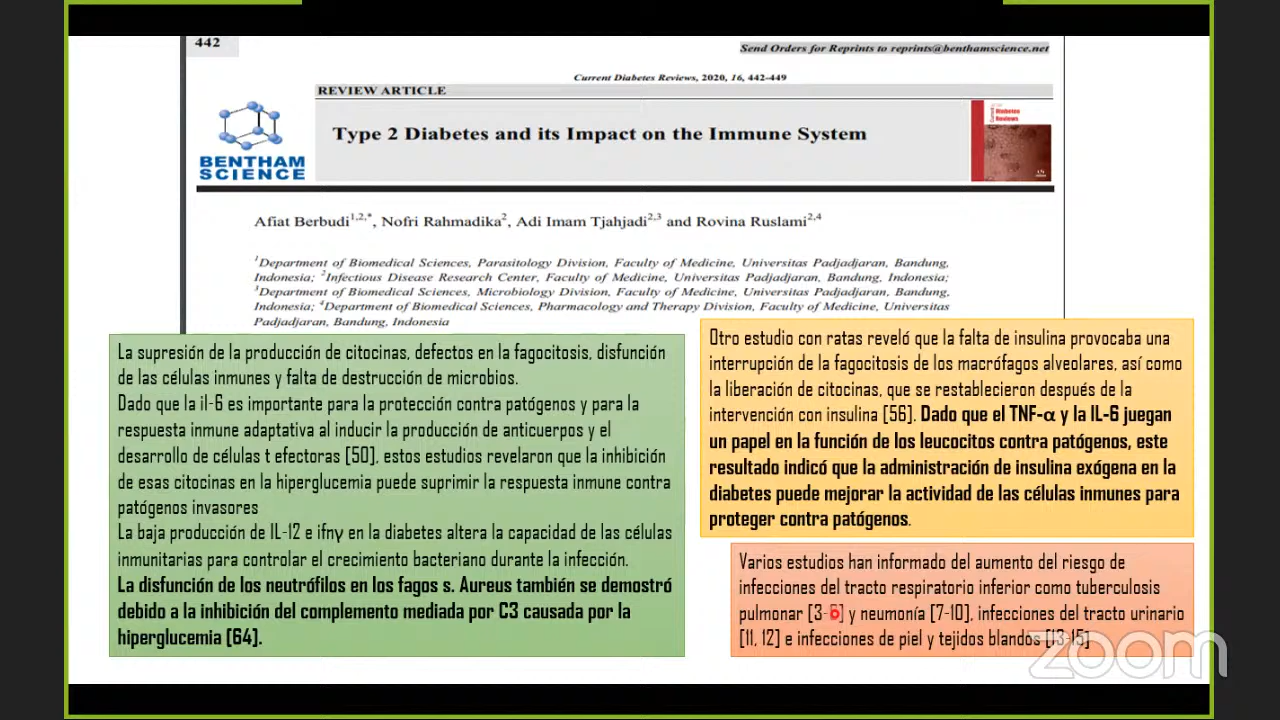 442
Send Orders for Reprints to reprints@benthamscience.net
Current Diabetes Reviews, 2020, 16, 442-449
REVIEW ARTICLE
BENTHAM
SCIENCE
Type 2 Diabetes and its Impact on the Immune System
Current
Diabetes
Reviews
Afiat Berbudi1,2,*, Nofri Rahmadika2, Adi Imam Tjahjadi2,3 and Rovina Ruslami2,4
1Department of Biomedical Sciences, Parasitology Division, Faculty of Medicine, Universitas Padjadjaran, Bandung,
Indonesia; 2Infectious Disease Research Center, Faculty of Medicine, Universitas Padjadjaran, Bandung, Indonesia;
3Department of Biomedical Sciences, Microbiology Division, Faculty of Medicine, Universitas Padjadjaran, Bandung,
Indonesia; 4Department of Biomedical Sciences, Pharmacology and Therapy Division, Faculty of Medicine, Universitas
Padjadjaran, Bandung, Indonesia
La supresión de la producción de citocinas, defectos en la fagocitosis, disfunción
de las células inmunes y falta de destrucción de microbios.
Dado que la il-6 es importante para la protección contra patógenos y para la
respuesta inmune adaptativa al inducir la producción de anticuerpos y el
desarrollo de células t efectoras [50], estos estudios revelaron que la inhibición
de esas citocinas en la hiperglucemia puede suprimir la respuesta inmune contra
patógenos invasores
La baja producción de IL-12 e ifnγ en la diabetes altera la capacidad de las células
inmunitarias para controlar el crecimiento bacteriano durante la infección.
La disfunción de los neutrófilos en los fagos s. Aureus también se demostró
debido a la inhibición del complemento mediada por C3 causada por la
hiperglucemia [64].
Otro estudio con ratas reveló que la falta de insulina provocaba una
interrupción de la fagocitosis de los macrófagos alveolares, así como
la liberación de citocinas, que se restablecieron después de la
intervención con insulina [56]. Dado que el TNF-α y la IL-6 juegan
un papel en la función de los leucocitos contra patógenos, este
resultado indicó que la administración de insulina exógena en la
diabetes puede mejorar la actividad de las células inmunes para
proteger contra patógenos.
Varios estudios han informado del aumento del riesgo de
infecciones del tracto respiratorio inferior como tuberculosis
pulmonar [3-6] y neumonía [7-10], infecciones del tracto urinario
[11, 12] e infecciones de piel y tejidos blandos [13-15]
zoom